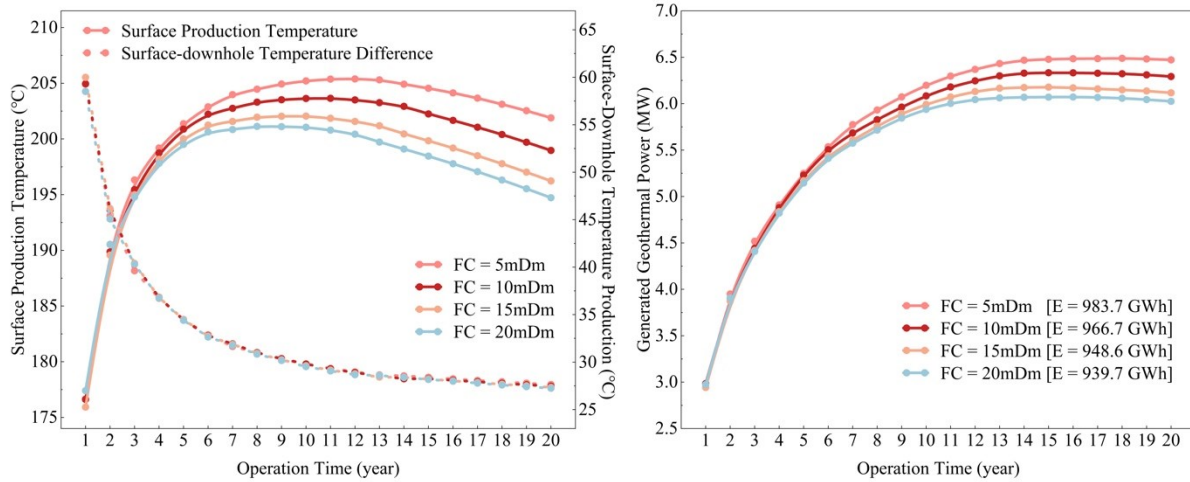 Surface Production Temperature (°C)
210
205
200
195
190
185
180
175
Surface Production Temperature
Surface-downhole Temperature Difference
FC = 5mDm
FC = 10mDm
FC = 15mDm
FC = 20mDm
65
60
55
50
45
40
35
30
25
Surface-Downhole Temperature Production (°C)
1 2 3 4 5 6 7 8 9 10 11 12 13 14 15 16 17 18 19 20
Operation Time (year)
Generated Geothermal Power (MW)
7.0
6.5
6.0
5.5
5.0
4.5
4.0
3.5
3.0
2.5
FC = 5mDm [E = 983.7 GWh]
FC = 10mDm [E = 966.7 GWh]
FC = 15mDm [E = 948.6 GWh]
FC = 20mDm [E = 939.7 GWh]
1 2 3 4 5 6 7 8 9 10 11 12 13 14 15 16 17 18 19 20
Operation Time (year)